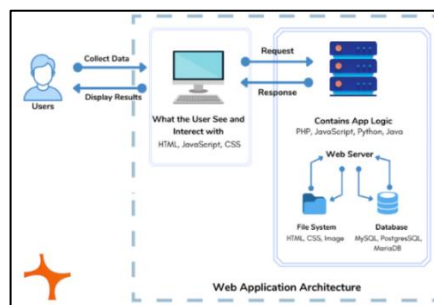 Collect Data
Display Results
Users
What the User See and
Interect with
HTML, JavaScript, CSS
Request
Response
Contains App Logic
PHP, JavaScript, Python, Java
Web Server
File System
HTML, CSS, Image
Database
MySQL, PostgresSQL,
MariaDB
Web Application Architecture